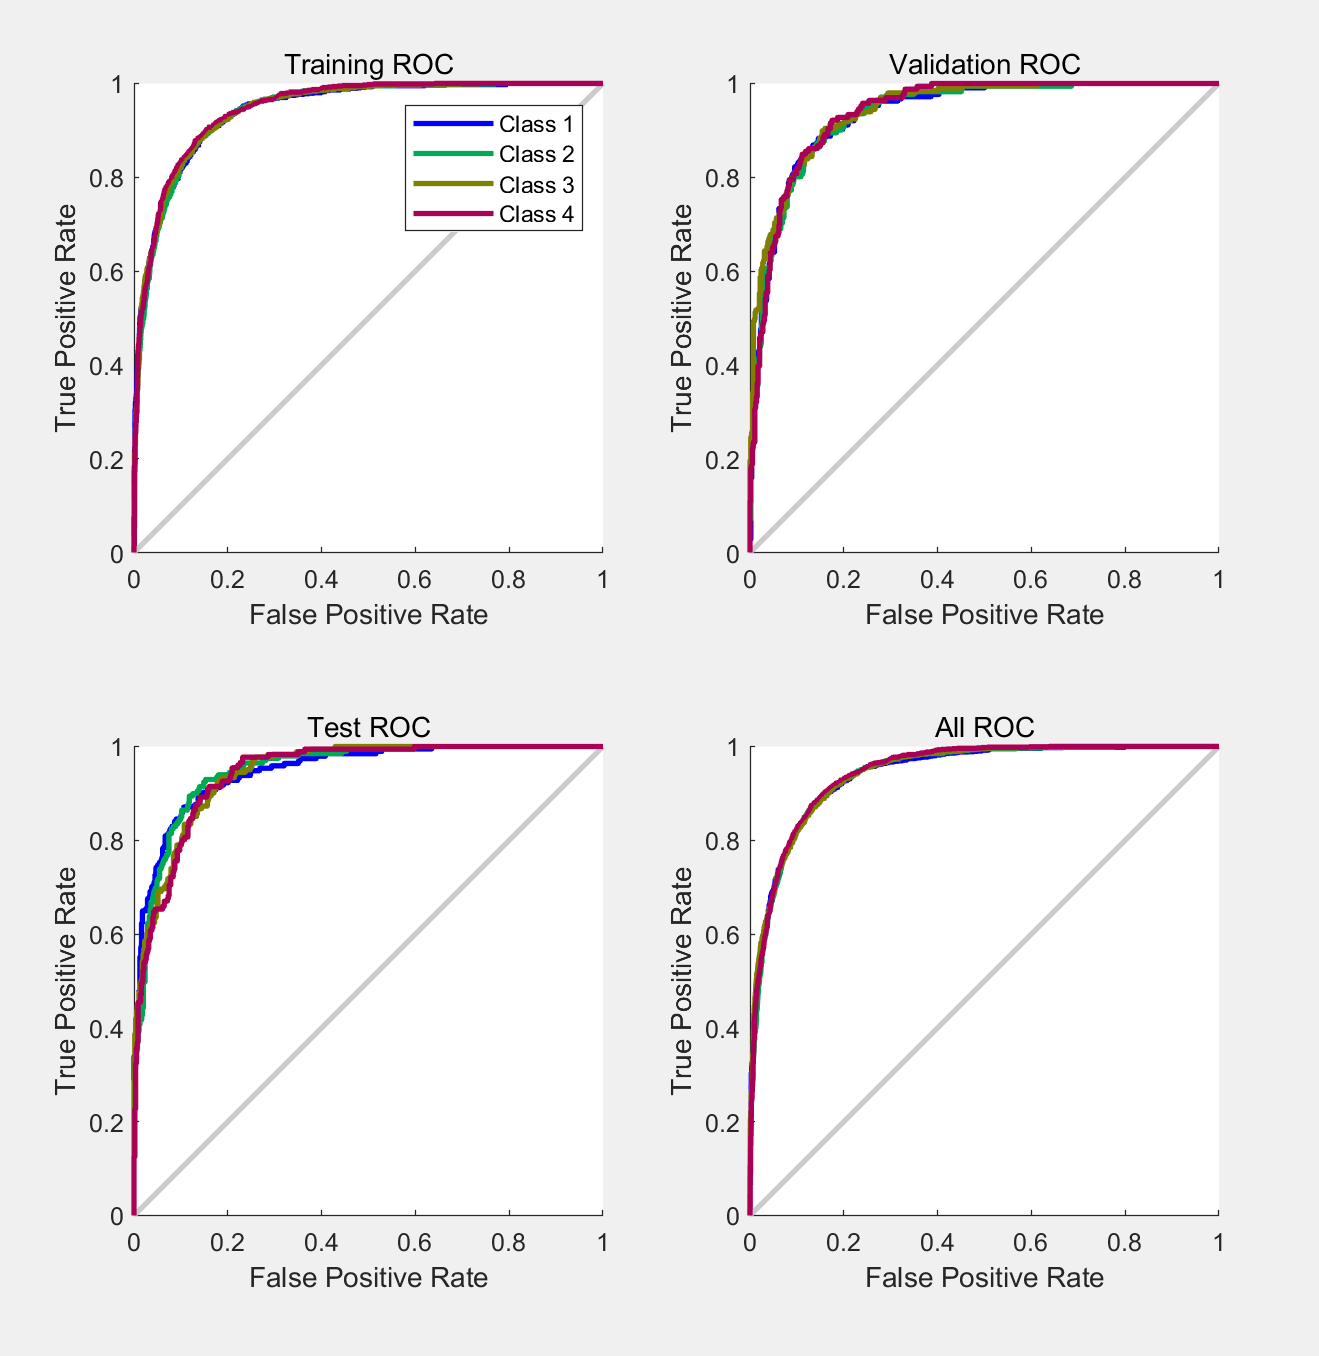 Training ROC
1
0.8
0.6
0.4
0.2
0
True Positive Rate
Class 1
Class 2
Class 3
Class 4
0 0.2 0.4 0.6 0.8 1
False Positive Rate
Validation ROC
1
0.8
0.6
0.4
0.2
0
True Positive Rate
0 0.2 0.4 0.6 0.8 1
False Positive Rate
Test ROC
1
0.8
0.6
0.4
0.2
0
True Positive Rate
0 0.2 0.4 0.6 0.8 1
False Positive Rate
All ROC
1
0.8
0.6
0.4
0.2
0
True Positive Rate
0 0.2 0.4 0.6 0.8 1
False Positive Rate